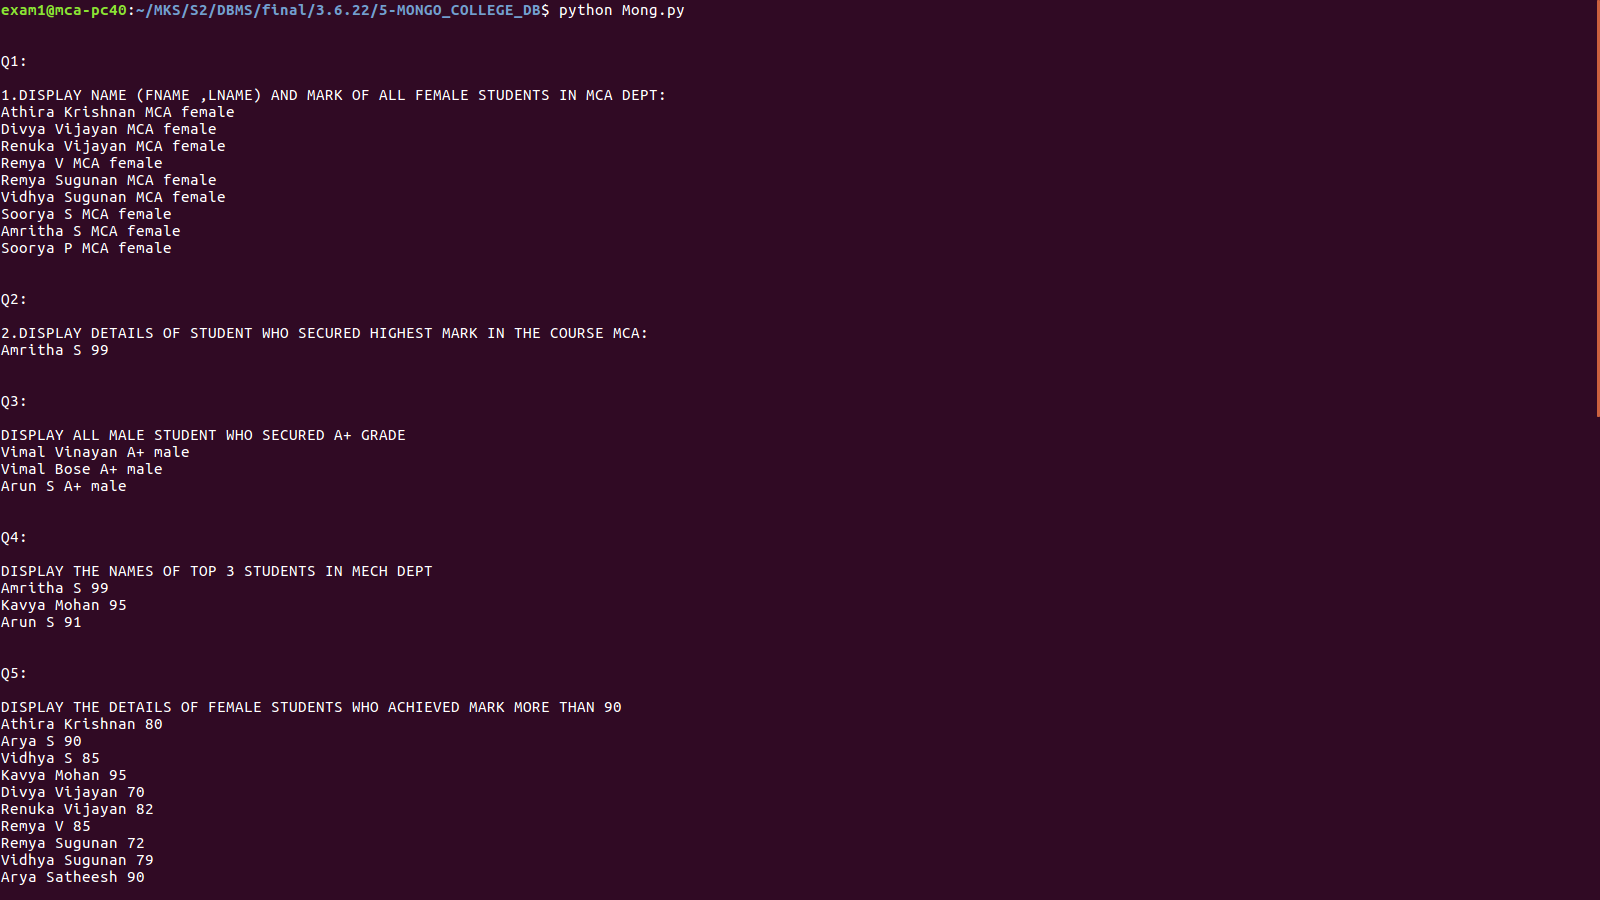 exam1@mca-pc40:~/MKS/S2/DBMS/final/3.6.22/5-MONGO_COLLEGE_DB$ python Mong.py
Q1:
1.DISPLAY NAME (FNAME ,LNAME) AND MARK OF ALL FEMALE STUDENTS IN MCA DEPT:
Athira Krishnan MCA female
Divya Vijayan MCA female
Renuka Vijayan MCA female
Remya V MCA female
Remya Sugunan MCA female
Vidhya Sugunan MCA female
Soorya S MCA female
Amritha S MCA female
Soorya P MCA female
Q2:
2.DISPLAY DETAILS OF STUDENT WHO SECURED HIGHEST MARK IN THE COURSE MCA:
Amritha S 99
Q3:
DISPLAY ALL MALE STUDENT WHO SECURED A+ GRADE
Vimal Vinayan A+ male
Vimal Bose A+ male
Arun S A+ male
Q4:
DISPLAY THE NAMES OF TOP 3 STUDENTS IN MECH DEPT
Amritha S 99
Kavya Mohan 95
Arun S 91
Q5:
DISPLAY THE DETAILS OF FEMALE STUDENTS WHO ACHIEVED MARK MORE THAN 90
Athira Krishnan 80
Arya S 90
Vidhya S 85
Kavya Mohan 95
Divya Vijayan 70
Renuka Vijayan 82
Remya V 85
Remya Sugunan 72
Vidhya Sugunan 79
Arya Satheesh 90